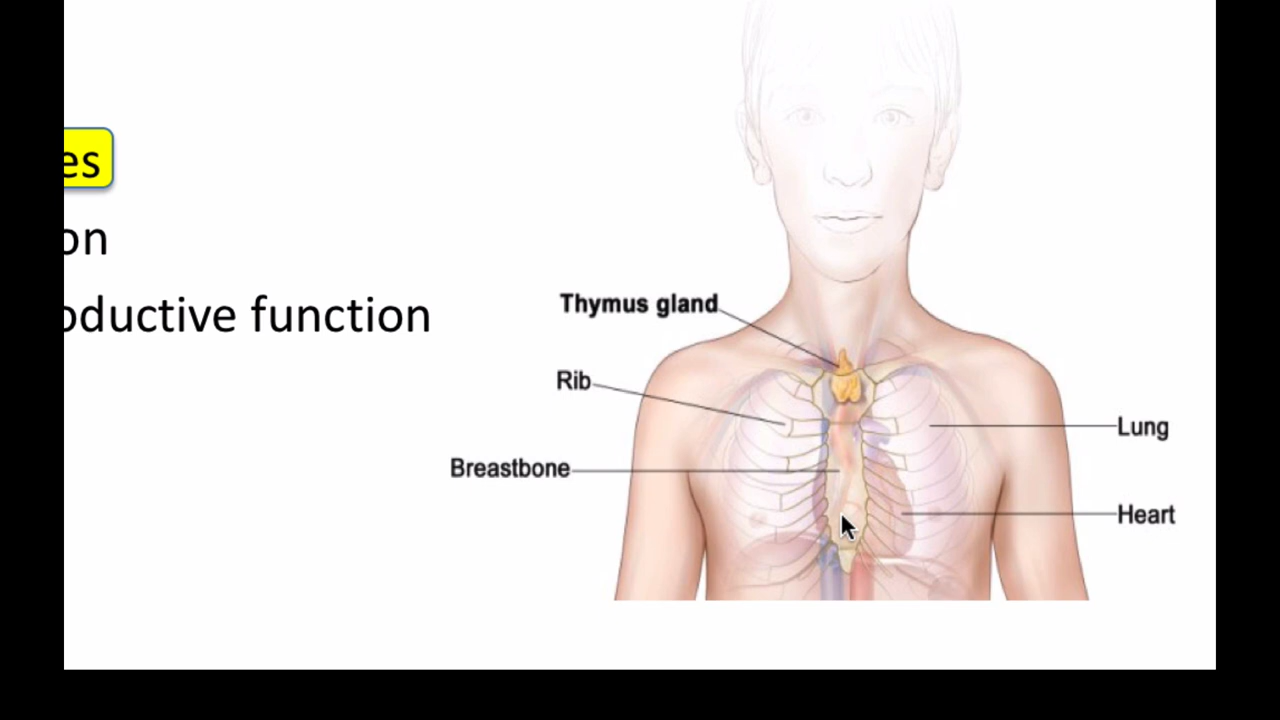 es
on
oductive function
Thymus gland
Rib
Breastbone
Lung
Heart